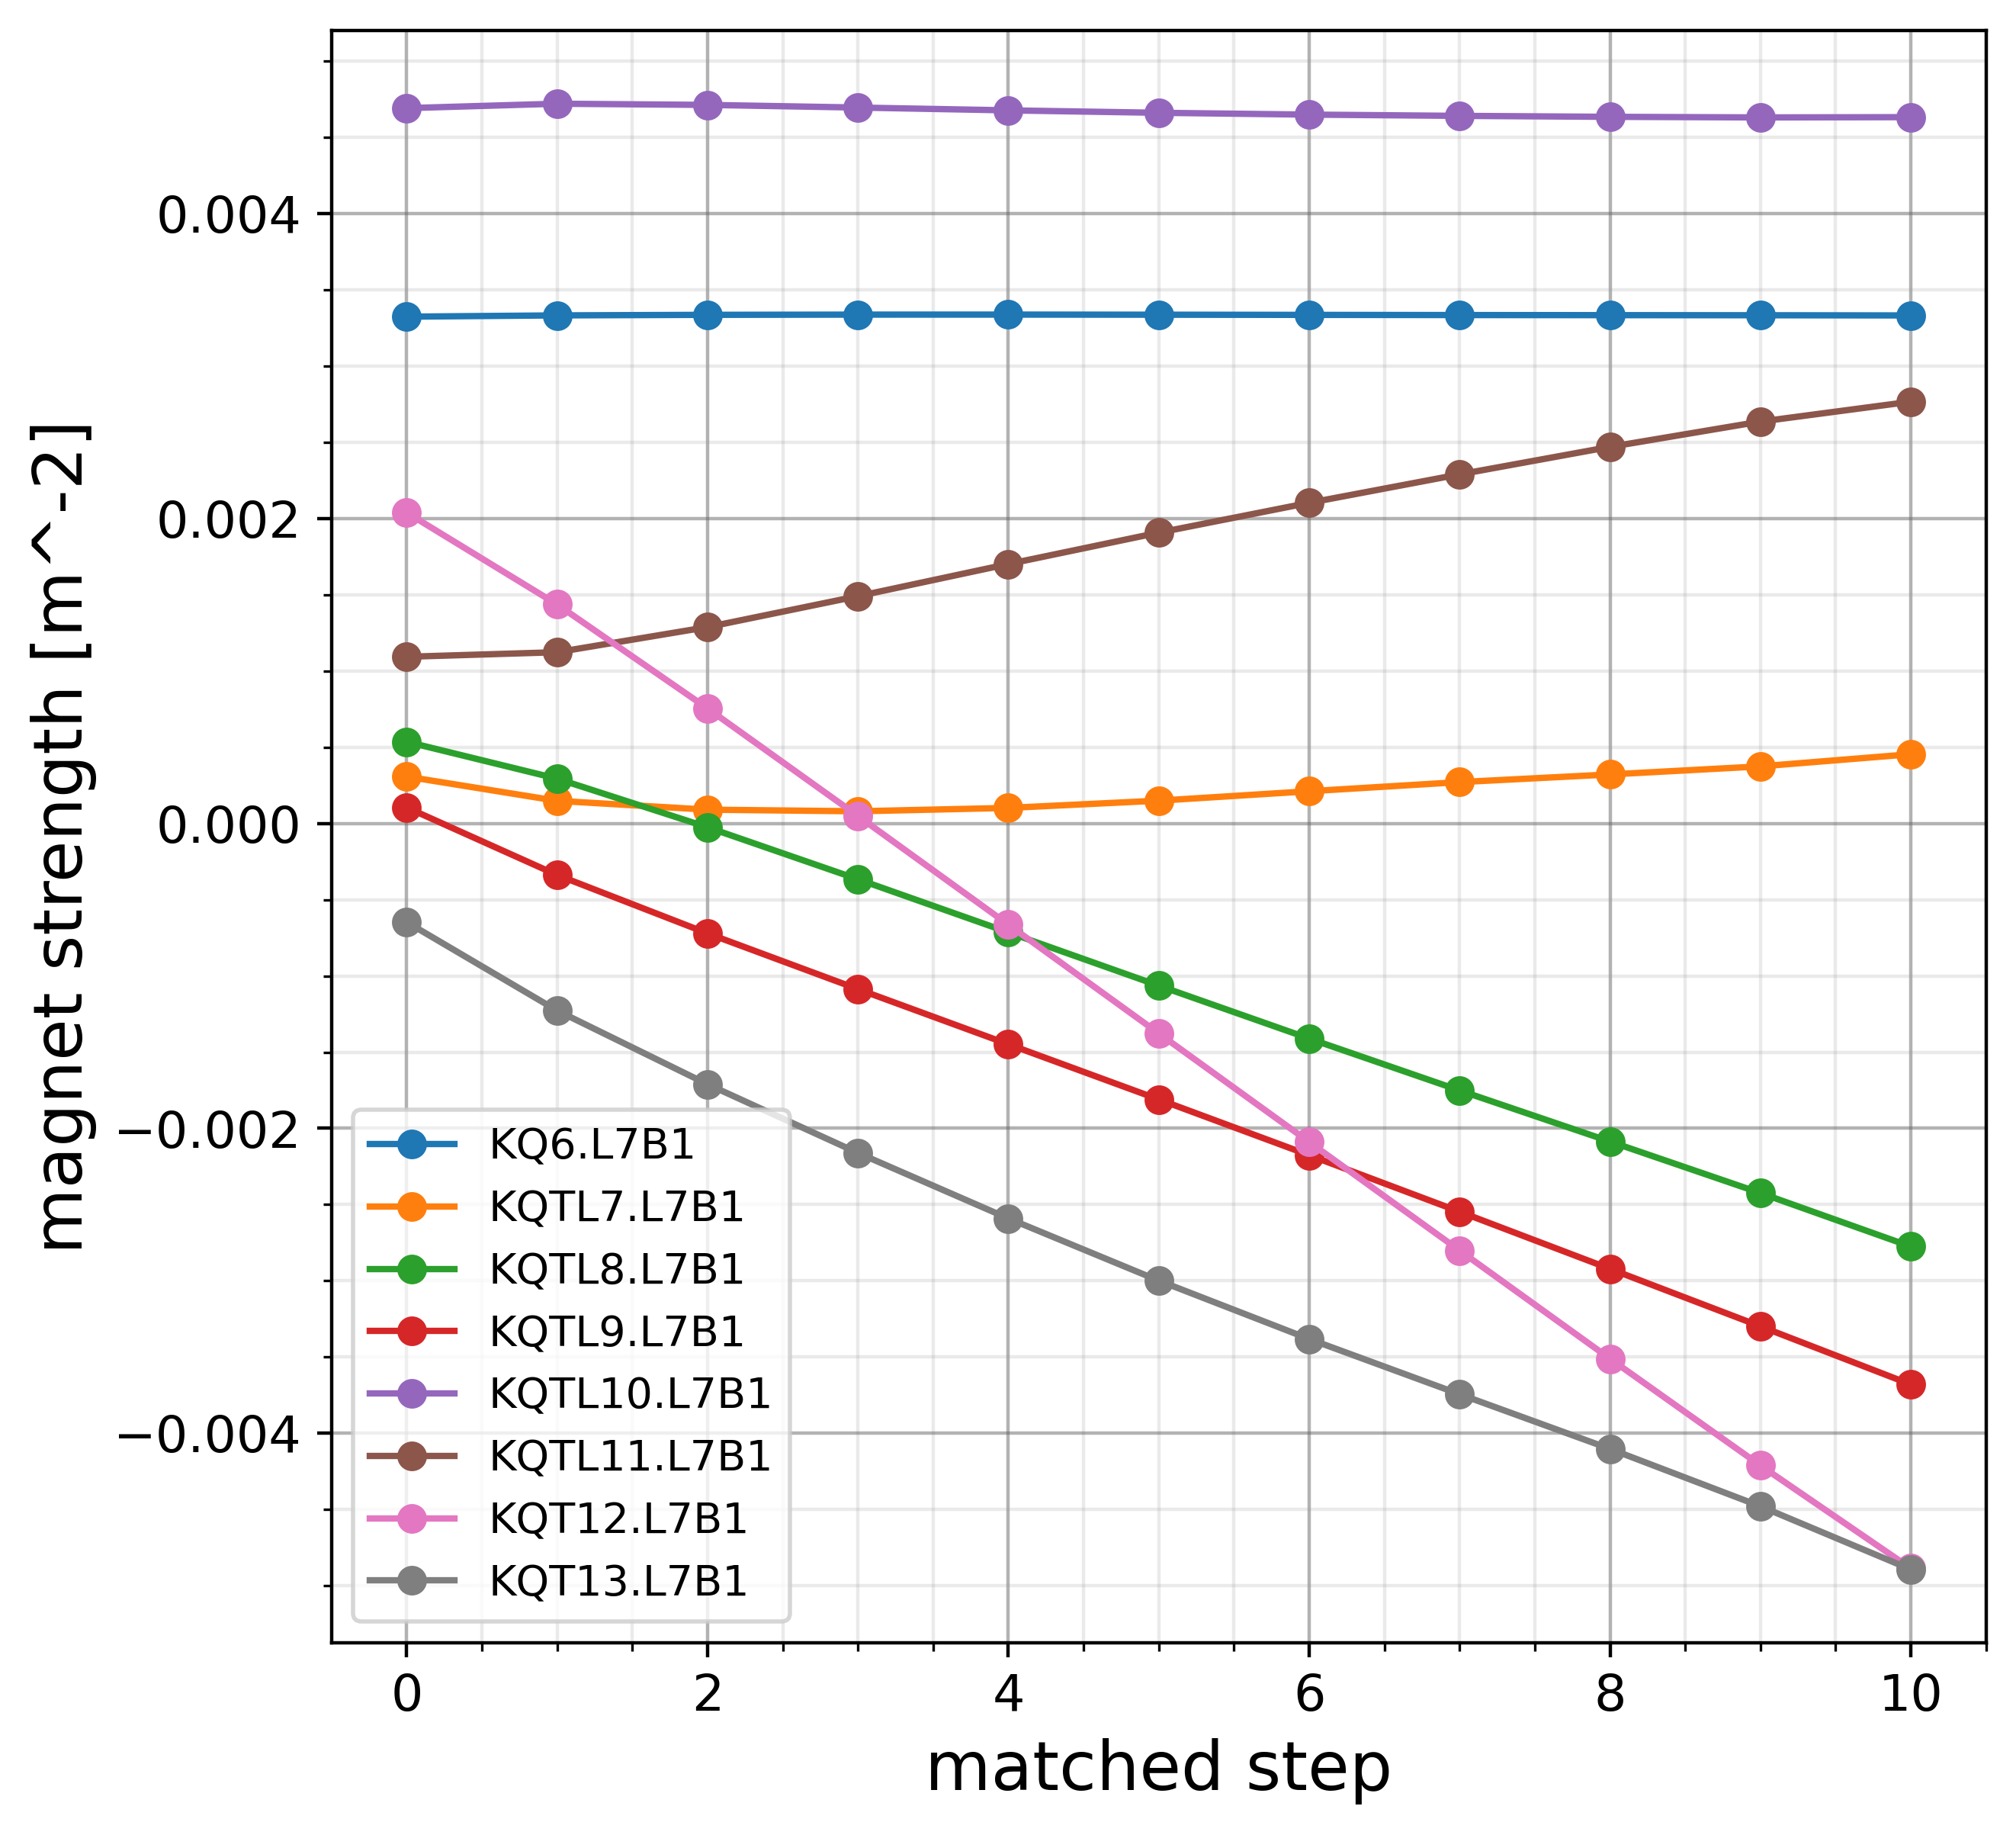 magnet strength [m^-2]
0.004
0.002
0.000
−0.002
−0.004
KQ6.L7B1
KQTL7.L7B1
KQTL8.L7B1
KQTL9.L7B1
KQTL10.L7B1
KQTL11.L7B1
KQT12.L7B1
KQT13.L7B1
0 2 4 6 8 10
matched step